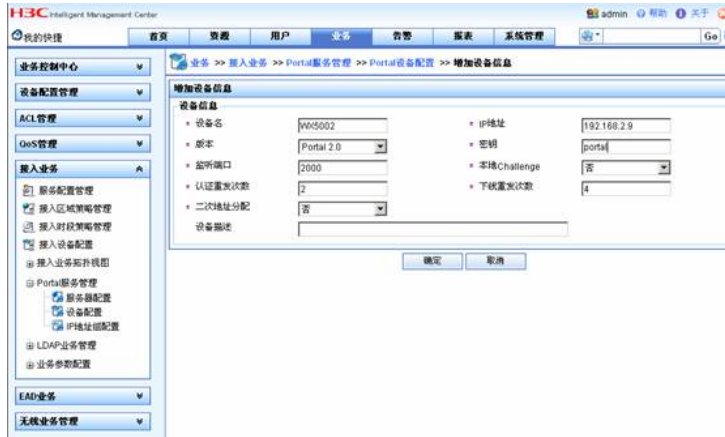 H3C Intelligent Management Center
admin 帮助 关于
我的快捷 首页 资源 用户 业务 告警 报表 系统管理 Go
业务 >> 接入业务 >> Portal服务管理 >> Portal设备配置 >> 增加设备信息
业务控制中心
设备配置管理
ACL管理
QoS管理
接入业务
服务配置管理
接入区域策略管理
接入时段策略管理
接入设备配置
接入业务拓扑视图
Portal服务管理
服务器配置
设备配置
IP地址组配置
LDAP业务管理
业务参数配置
EAD业务
无线业务管理
增加设备信息
设备信息
* 设备名 WX5002 * IP地址 192.168.2.9
* 版本 Portal 2.0 * 密钥 portal
* 监听端口 2000 * 本地Challenge 否
* 认证重发次数 2 * 下线重发次数 4
* 二次地址分配 否
设备描述
确定 取消